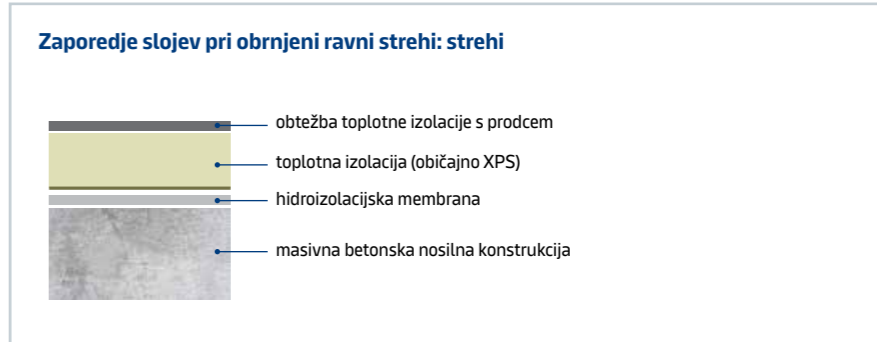 Zaporedje slojev pri obrnjeni ravni strehi: strehi
obtežba toplotne izolacije s prodcem
toplotna izolacija (običajno XPS)
hidroizolacijska membrana
masivna betonska nosilna konstrukcija